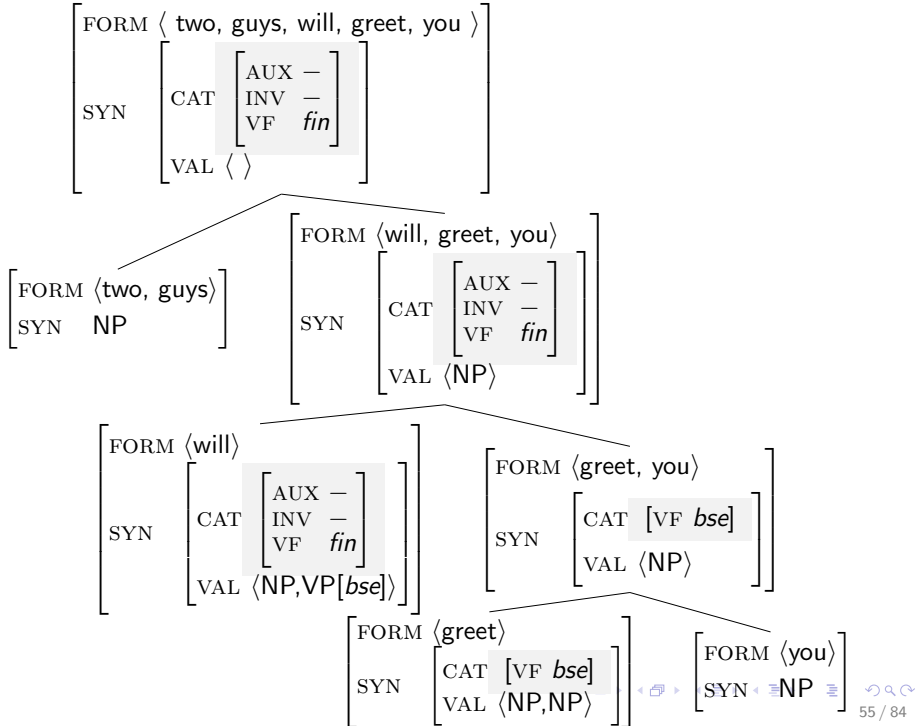 FORM ⟨ two, guys, will, greet, you ⟩
SYN
CAT
AUX −
INV −
VF fin
VAL ⟨ ⟩
FORM ⟨two, guys⟩
SYN NP
FORM ⟨will, greet, you⟩
SYN
CAT
AUX −
INV −
VF fin
VAL ⟨NP⟩
FORM ⟨will⟩
SYN
CAT
AUX −
INV −
VF fin
VAL ⟨NP,VP[bse]⟩
FORM ⟨greet, you⟩
SYN
CAT [VF bse]
VAL ⟨NP⟩
FORM ⟨greet⟩
SYN
CAT [VF bse]
VAL ⟨NP,NP⟩
FORM ⟨you⟩
SYN NP
55 / 84